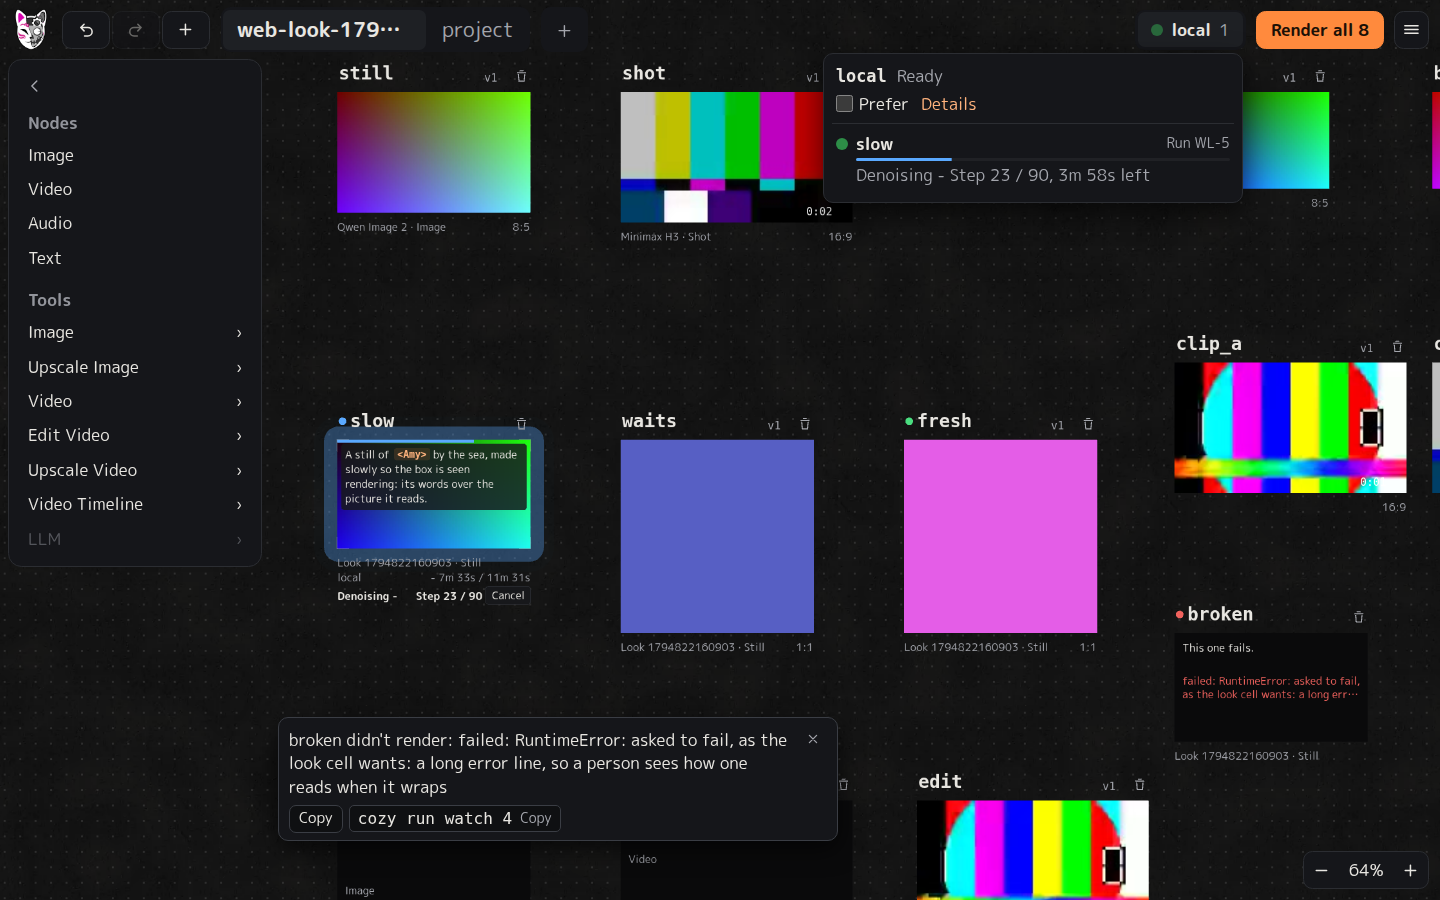 web-look-179···
project
local 1
Render all 8
Nodes
Image
Video
Audio
Text
Tools
Image
Upscale Image
Video
Edit Video
Upscale Video
Video Timeline
LLM
still v1
Qwen Image 2 · Image 8:5
shot v1
0:02
Minimax H3 · Shot 16:9
local Ready
Prefer Details
slow Run WL-5
Denoising - Step 23 / 90, 3m 58s left
v1
8:5
clip_a v1
16:9
slow
A still of <Amy> by the sea, made
slowly so the box is seen
rendering: its words over the
picture it reads.
Look 1794822160903 · Still
local - 7m 33s / 11m 31s
Denoising - Step 23 / 90 Cancel
waits v1
Look 1794822160903 · Still 1:1
fresh v1
Look 1794822160903 · Still 1:1
broken
This one fails.
failed: RuntimeError: asked to fail,
as the look cell wants: a long err···
Look 1794822160903 · Still
broken didn't render: failed: RuntimeError: asked to fail, as the
look cell wants: a long error line, so a person sees how one
reads when it wraps
Copy
cozy run watch 4 Copy
edit v1
Video
Image
64%